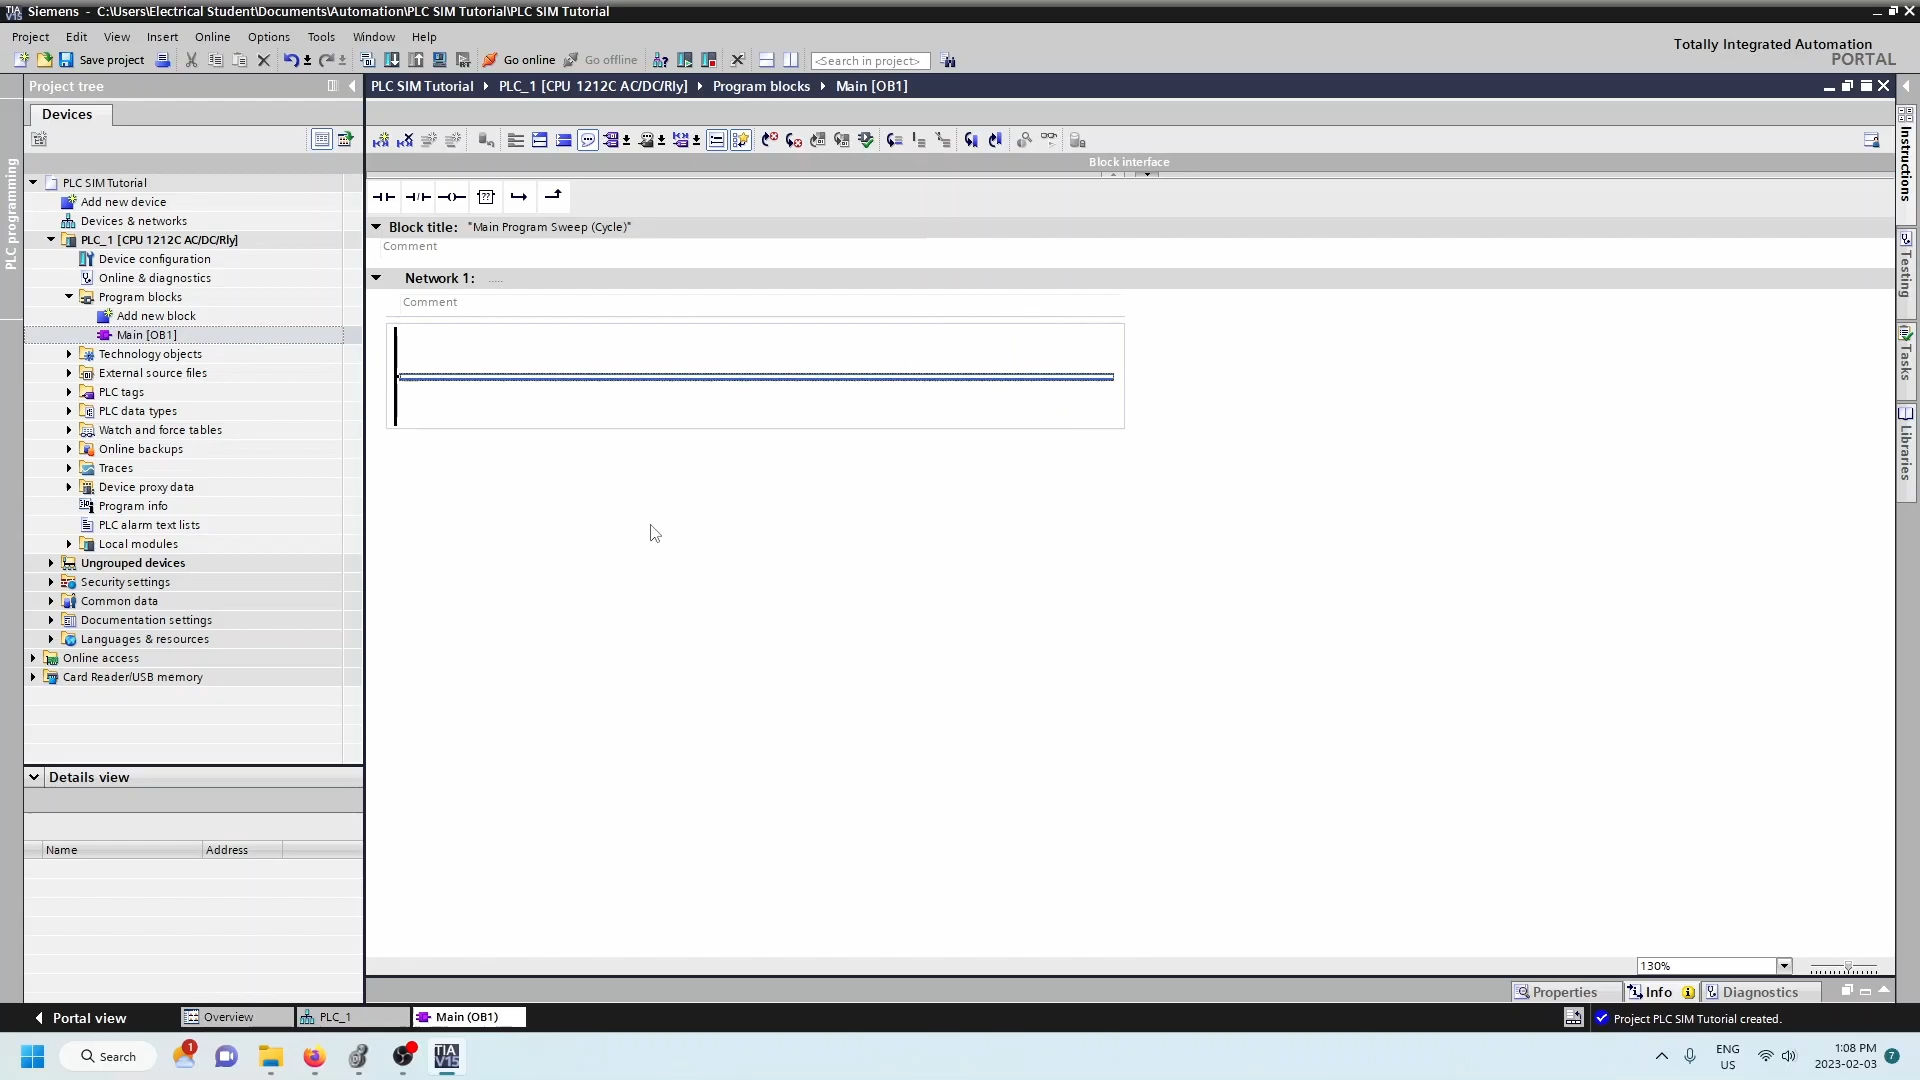 Siemens - C:\Users\Electrical Student\Documents\Automation\PLC SIM Tutorial\PLC SIM Tutorial
Project Edit View Insert Online Options Tools Window Help
Totally Integrated Automation
PORTAL
Save project
Go online
Go offline
<Search in project>
Project tree
PLC SIM Tutorial PLC_1 [CPU 1212C AC/DC/Rly] Program blocks Main [OB1]
Devices
PLC programming
Block interface
PLC SIM Tutorial
Add new device
Devices & networks
PLC_1 [CPU 1212C AC/DC/Rly]
Device configuration
Online & diagnostics
Program blocks
Add new block
Main [OB1]
Technology objects
External source files
PLC tags
PLC data types
Watch and force tables
Online backups
Traces
Device proxy data
Program info
PLC alarm text lists
Local modules
Ungrouped devices
Security settings
Common data
Documentation settings
Languages & resources
Online access
Card Reader/USB memory
??
Block title: "Main Program Sweep (Cycle)"
Comment
Network 1: .....
Comment
Instructions
Testing
Tasks
Libraries
Details view
Name Address
130%
Properties Info Diagnostics
Portal view Overview PLC_1 Main (OB1)
Project PLC SIM Tutorial created.
Search
1
TIA
V15
ENG
US
1:08 PM
2023-02-03
7